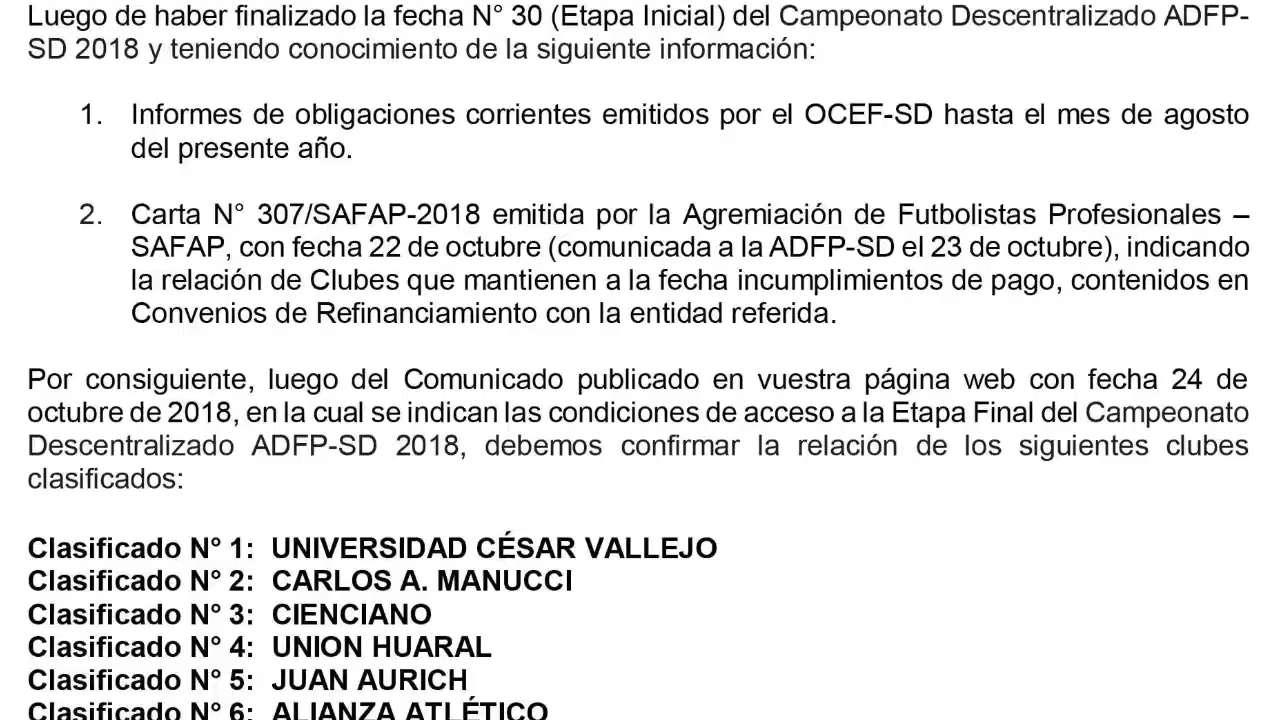 Luego de haber finalizado la fecha N° 30 (Etapa Inicial) del Campeonato Descentralizado ADFP-
SD 2018 y teniendo conocimiento de la siguiente información:
1. Informes de obligaciones corrientes emitidos por el OCEF-SD hasta el mes de agosto
del presente año.
2. Carta N° 307/SAFAP-2018 emitida por la Agremiación de Futbolistas Profesionales –
SAFAP, con fecha 22 de octubre (comunicada a la ADFP-SD el 23 de octubre), indicando
la relación de Clubes que mantienen a la fecha incumplimientos de pago, contenidos en
Convenios de Refinanciamiento con la entidad referida.
Por consiguiente, luego del Comunicado publicado en vuestra página web con fecha 24 de
octubre de 2018, en la cual se indican las condiciones de acceso a la Etapa Final del Campeonato
Descentralizado ADFP-SD 2018, debemos confirmar la relación de los siguientes clubes
clasificados:
Clasificado N° 1: UNIVERSIDAD CÉSAR VALLEJO
Clasificado N° 2: CARLOS A. MANUCCI
Clasificado N° 3: CIENCIANO
Clasificado N° 4: UNION HUARAL
Clasificado N° 5: JUAN AURICH
Clasificado N° 6: ALIANZA ATLÉTICO